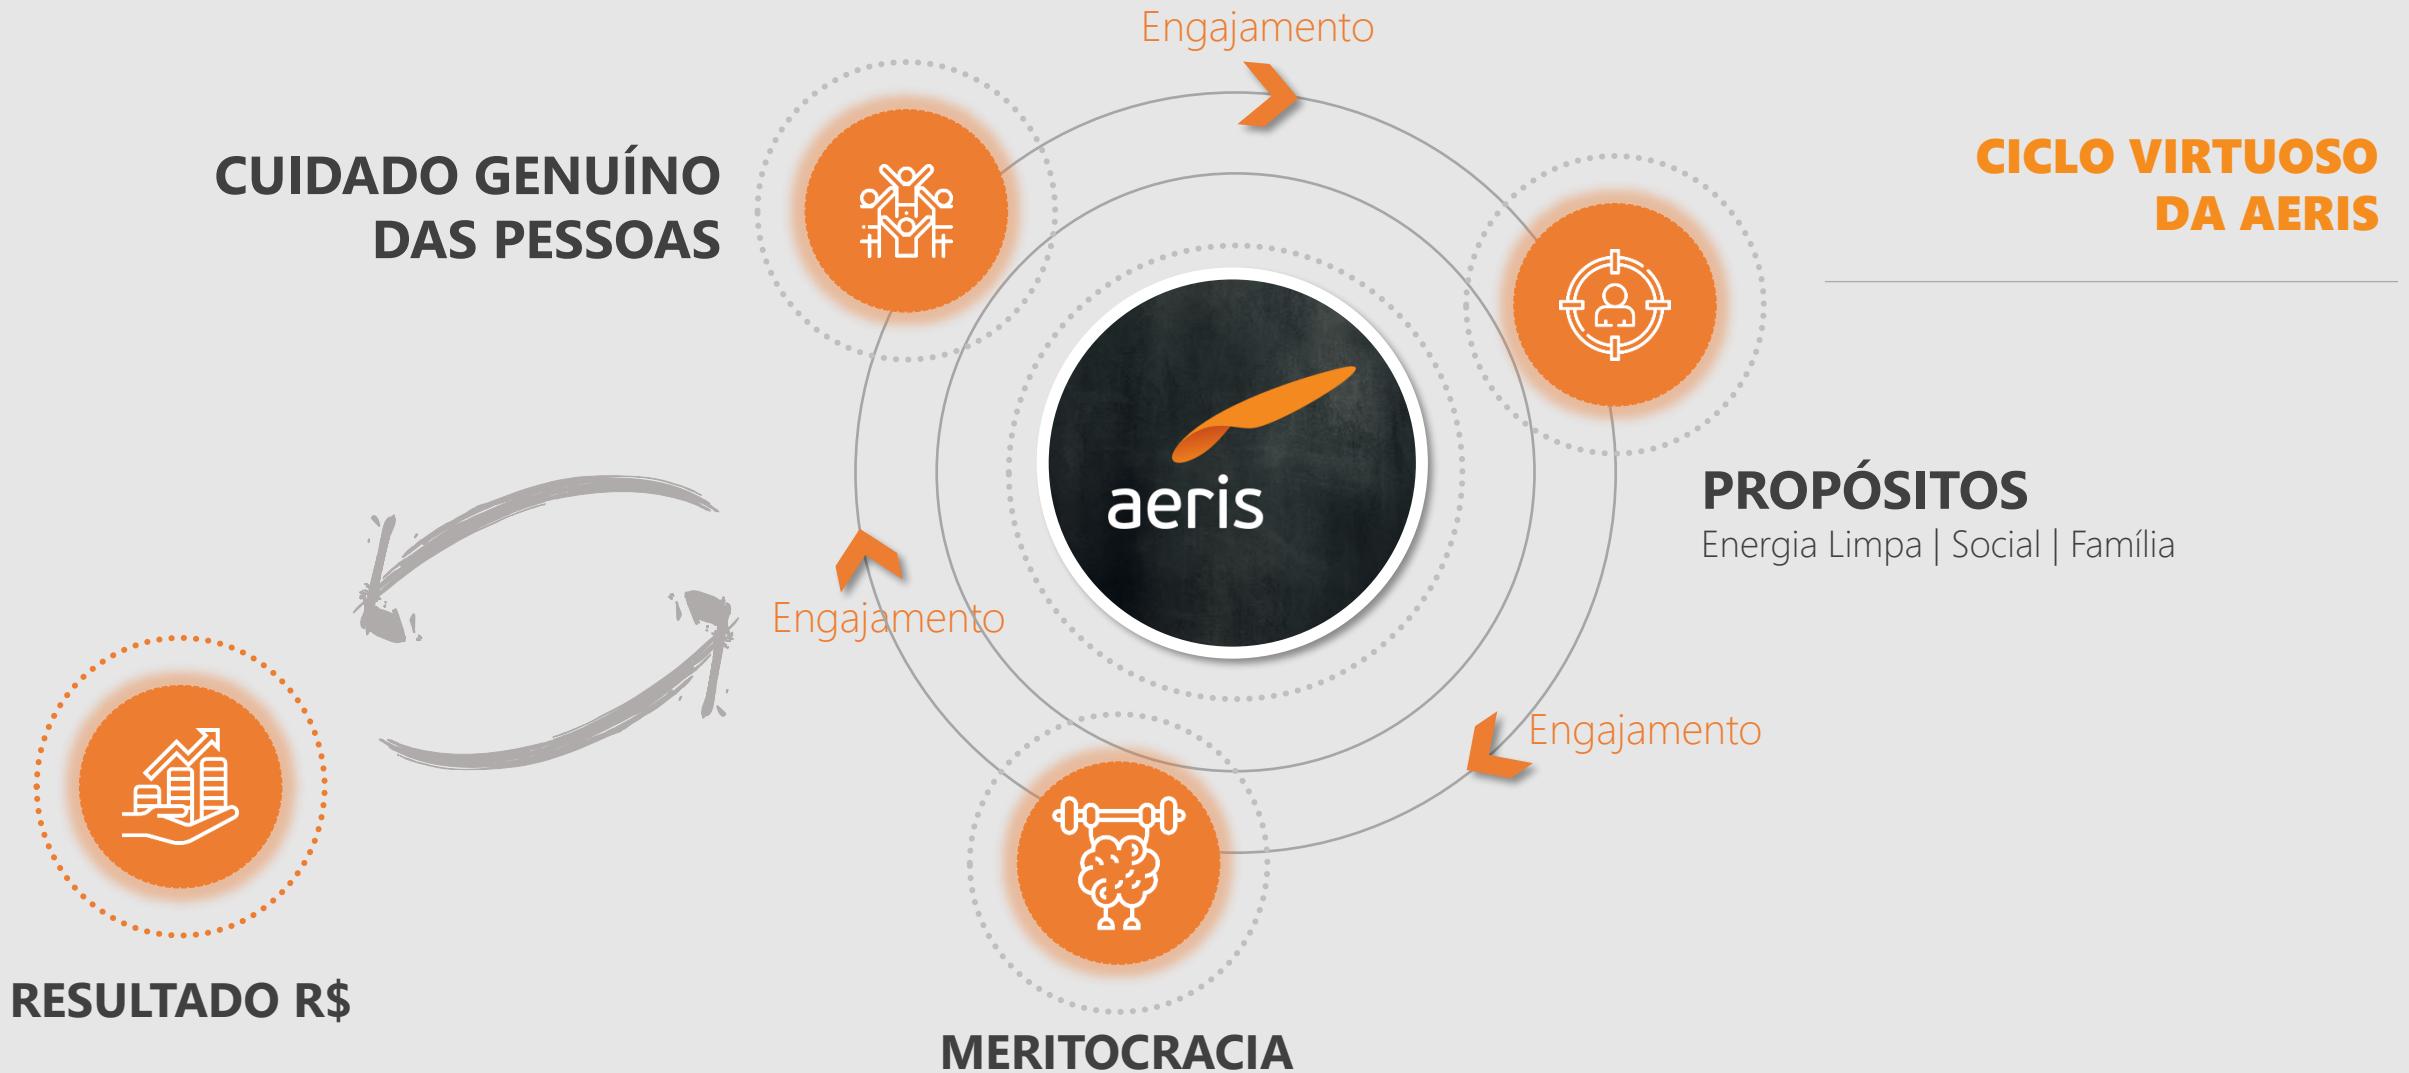 Engajamento
CUIDADO GENUÍNO
DAS PESSOAS
CICLO VIRTUOSO
DA AERIS
aeris
PROPÓSITOS
Energia Limpa | Social | Família
Engajamento
Engajamento
RESULTADO R$
MERITOCRACIA